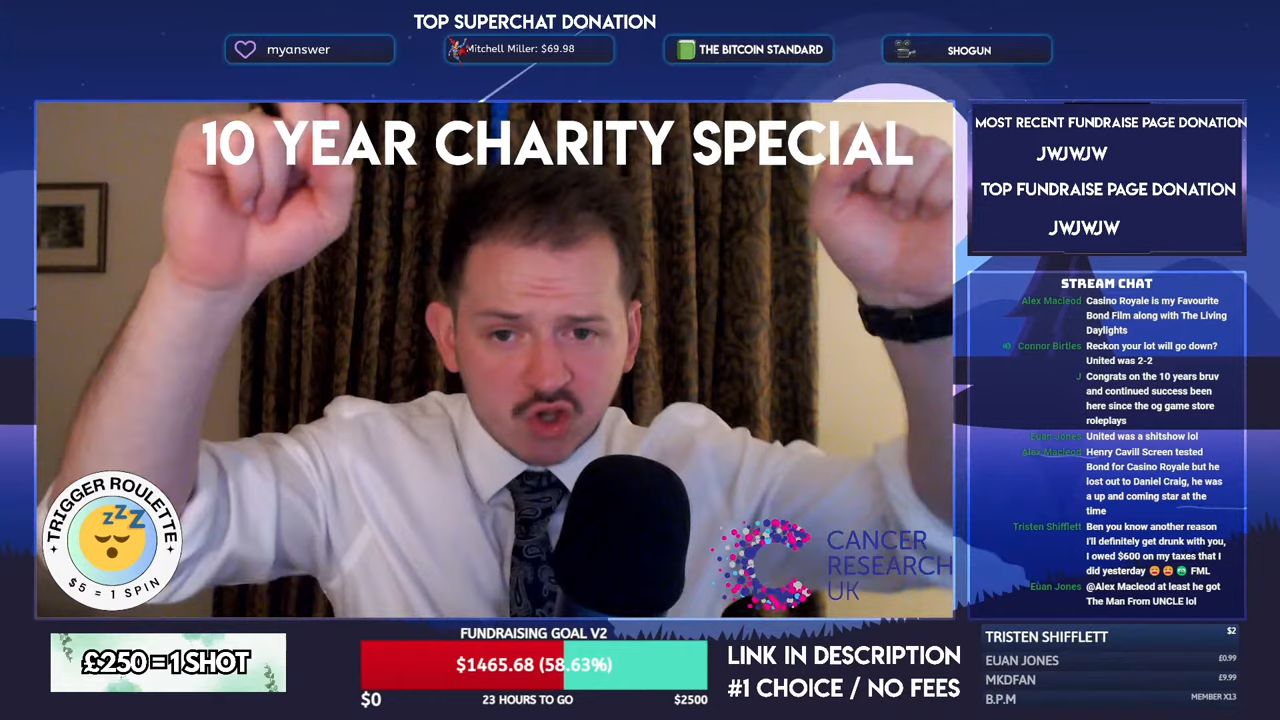 TOP SUPERCHAT DONATION
myanswer
Mitchell Miller: $69.98
THE BITCOIN STANDARD
SHOGUN
10 YEAR CHARITY SPECIAL
MOST RECENT FUNDRAISE PAGE DONATION
JWJWJW
TOP FUNDRAISE PAGE DONATION
JWJWJW
STREAM CHAT
Alex Macleod Casino Royale is my Favourite
Bond Film along with The Living
Daylights
Connor Birtles Reckon your lot will go down?
United was 2-2
J Congrats on the 10 years bruv
and continued success been
here since the og game store
roleplays
Euan Jones United was a shitshow lol
Alex Macleod Henry Cavill Screen tested
Bond for Casino Royale but he
lost out to Daniel Craig, he was
a up and coming star at the
time
Tristen Shifflett Ben you know another reason
I'll definitely get drunk with you,
I owed $600 on my taxes that I
did yesterday 😍 😍 🤮 FML
Euan Jones @Alex Macleod at least he got
The Man From UNCLE lol
TRIGGER ROULETTE
ZZZ
$5 = 1 SPIN
CANCER
RESEARCH
UK
£250 = 1 SHOT
FUNDRAISING GOAL V2
$1465.68 (58.63%)
$0
23 HOURS TO GO
$2500
LINK IN DESCRIPTION
#1 CHOICE / NO FEES
TRISTEN SHIFFLETT $2
EUAN JONES £0.99
MKDFAN £9.99
B.P.M MEMBER X13